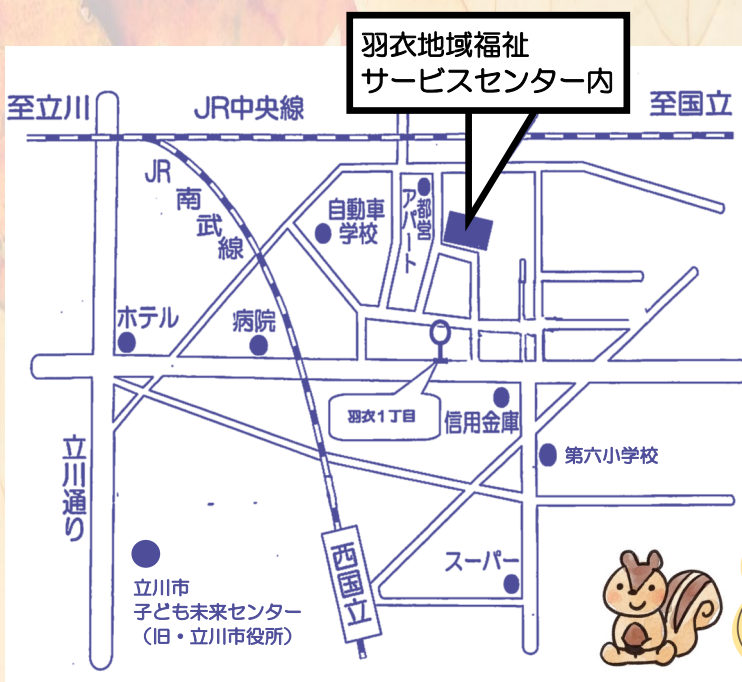 羽衣地域福祉
サービスセンター内
至立川
JR中央線
至国立
JR
南武線
自動車
学校
都営
アパート
ホテル
病院
羽衣1丁目
信用金庫
第六小学校
立川通り
西国立
スーパー
立川市
子ども未来センター
（旧・立川市役所）